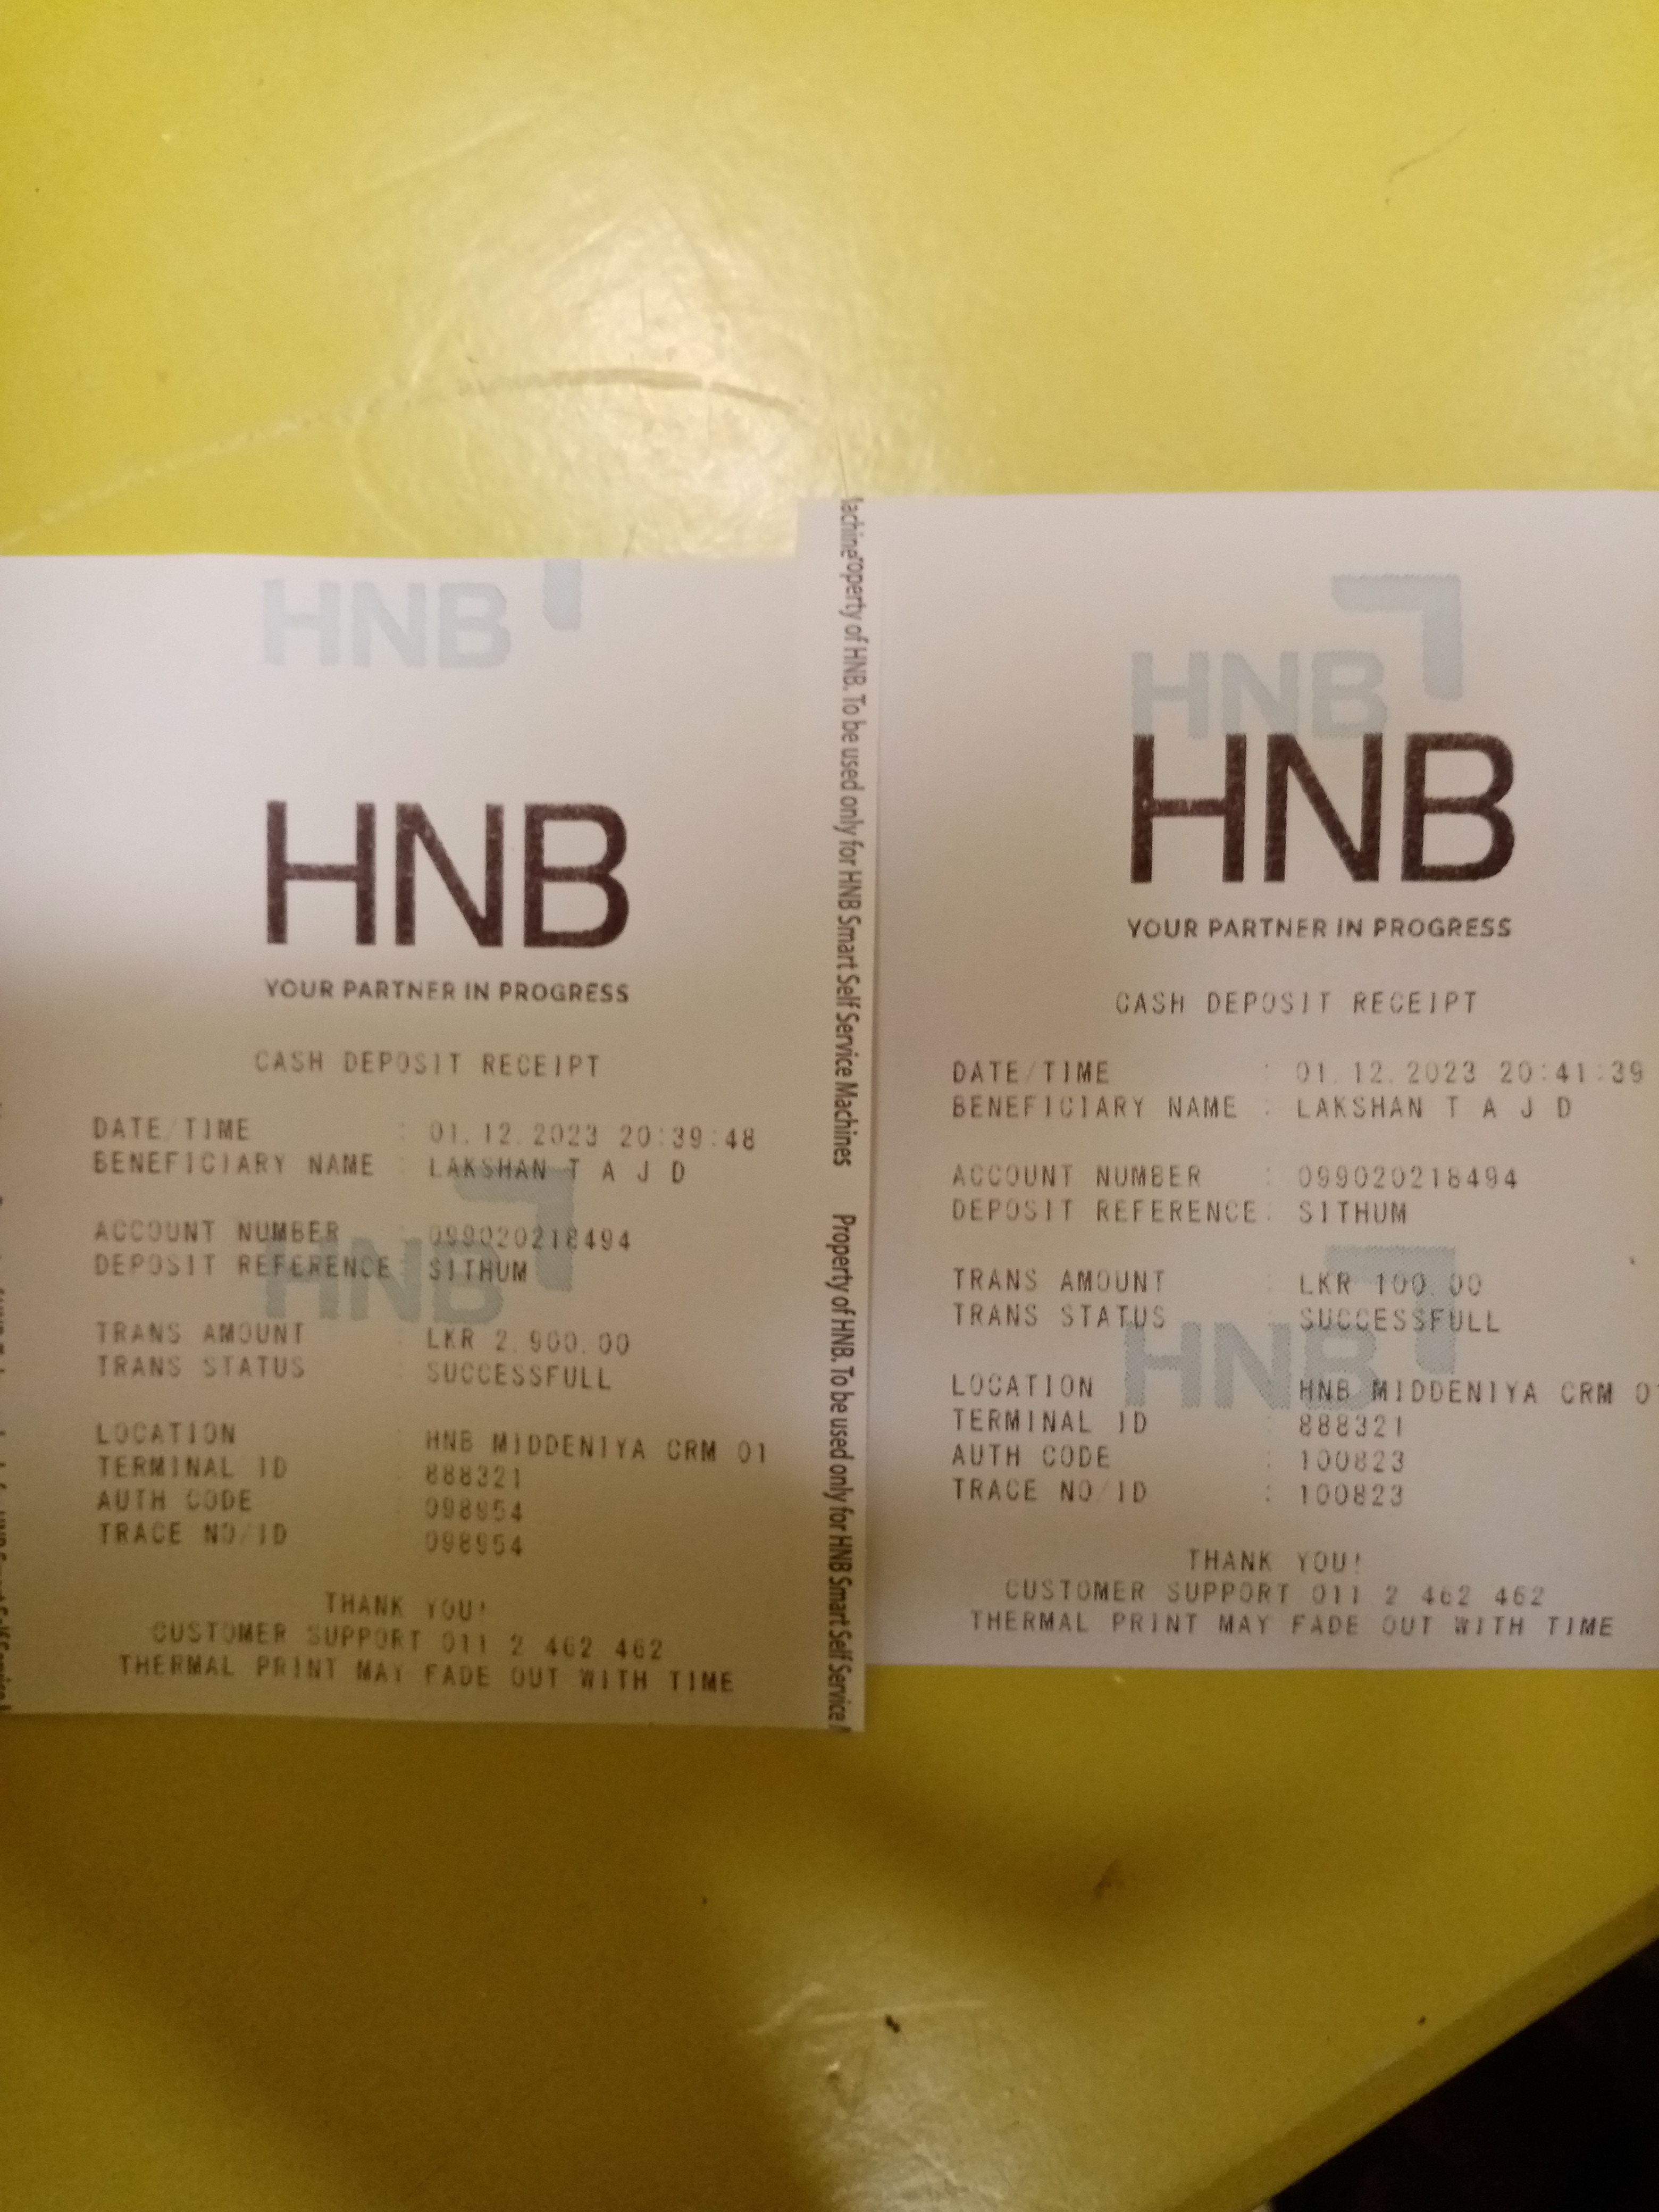 HNB
HNB
YOUR PARTNER IN PROGRESS
CASH DEPOSIT RECEIPT
DATE/TIME : 01.12.2023 20:39:48
BENEFICIARY NAME : LAKSHAN T A J D
ACCOUNT NUMBER : 099020218494
DEPOSIT REFERENCE : SITHUM
HNB
TRANS AMOUNT : LKR 2,900.00
TRANS STATUS : SUCCESSFULL
LOCATION : HNB MIDDENIYA CRM 01
TERMINAL ID : 888321
AUTH CODE : 098954
TRACE NO/ID : 098954
THANK YOU!
CUSTOMER SUPPORT 011 2 462 462
THERMAL PRINT MAY FADE OUT WITH TIME
Property of HNB. To be used only for HNB Smart Self Service Machines
Property of HNB. To be used only for HNB Smart Self Service
HNB
HNB
YOUR PARTNER IN PROGRESS
CASH DEPOSIT RECEIPT
DATE/TIME : 01.12.2023 20:41:39
BENEFICIARY NAME : LAKSHAN T A J D
ACCOUNT NUMBER : 099020218494
DEPOSIT REFERENCE: SITHUM
TRANS AMOUNT : LKR 100.00
TRANS STATUS : SUCCESSFULL
HNB
LOCATION : HNB MIDDENIYA CRM
TERMINAL ID : 888321
AUTH CODE : 100823
TRACE NO/ID : 100823
THANK YOU!
CUSTOMER SUPPORT 011 2 462 462
THERMAL PRINT MAY FADE OUT WITH TIME